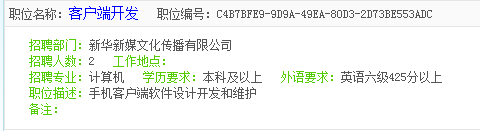 职位名称：客户端开发 职位编号：C4B7BFE9-9D9A-49EA-80D3-2D73BE553ADC
招聘部门：新华新媒文化传播有限公司
招聘人数：2 工作地点：
招聘专业：计算机 学历要求：本科及以上 外语要求：英语六级425分以上
职位描述：手机客户端软件设计开发和维护
备注：